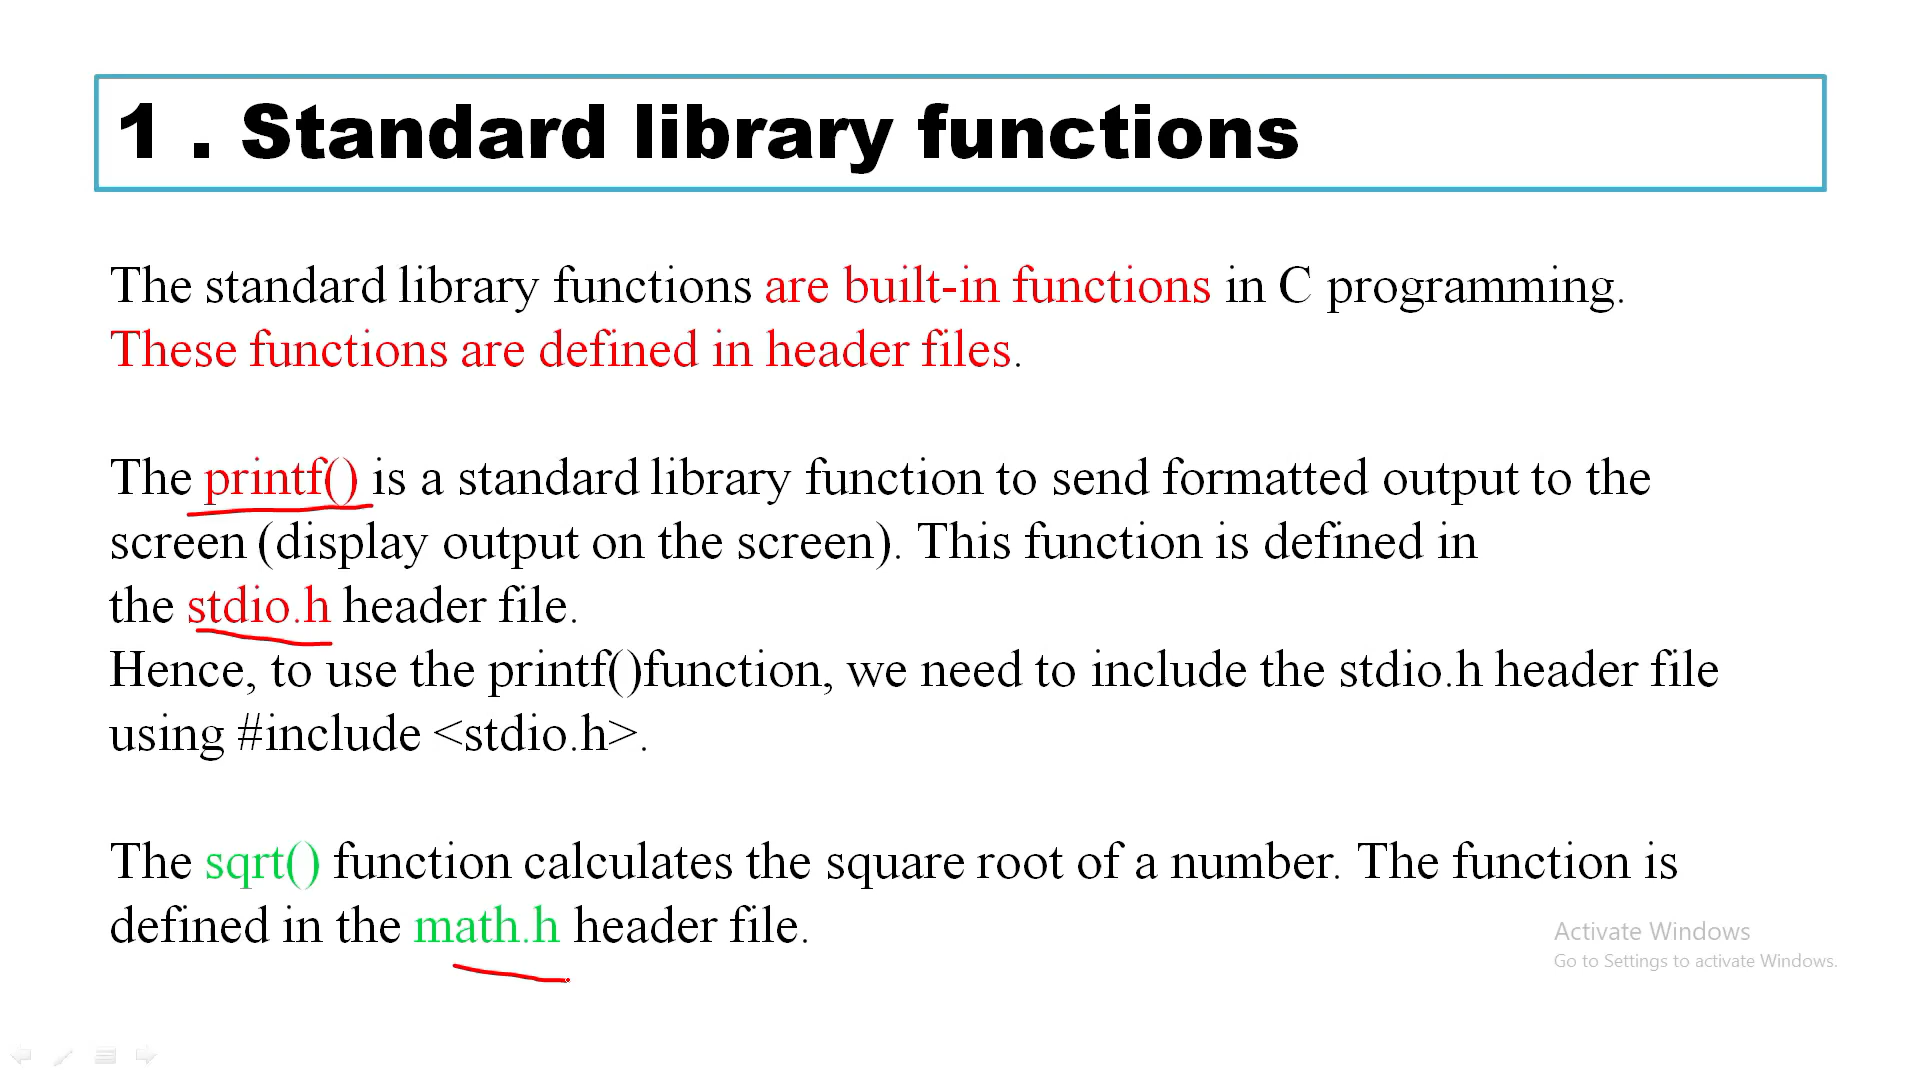 1 . Standard library functions
The standard library functions are built-in functions in C programming.
These functions are defined in header files.
The printf() is a standard library function to send formatted output to the
screen (display output on the screen). This function is defined in
the stdio.h header file.
Hence, to use the printf()function, we need to include the stdio.h header file
using #include <stdio.h>.
The sqrt() function calculates the square root of a number. The function is
defined in the math.h header file.
Activate Windows
Go to Settings to activate Windows.